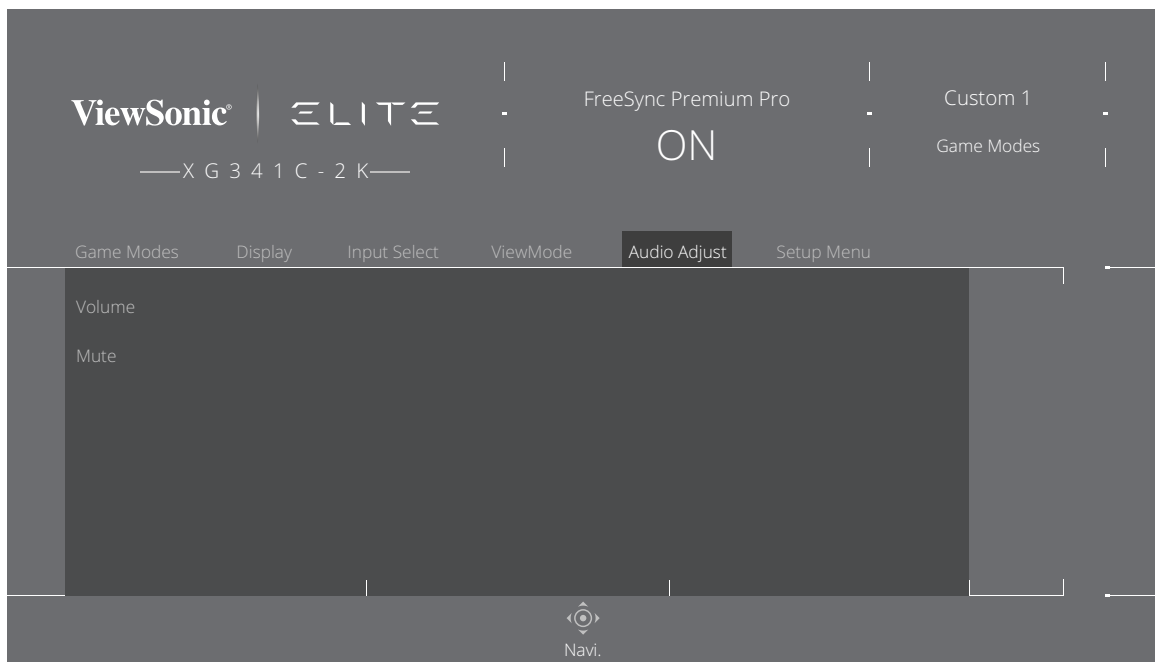 ViewSonic® ELITE
XG341C-2K
FreeSync Premium Pro
ON
Custom 1
Game Modes
Game Modes Display Input Select ViewMode Audio Adjust Setup Menu
Volume
Mute
Navi.